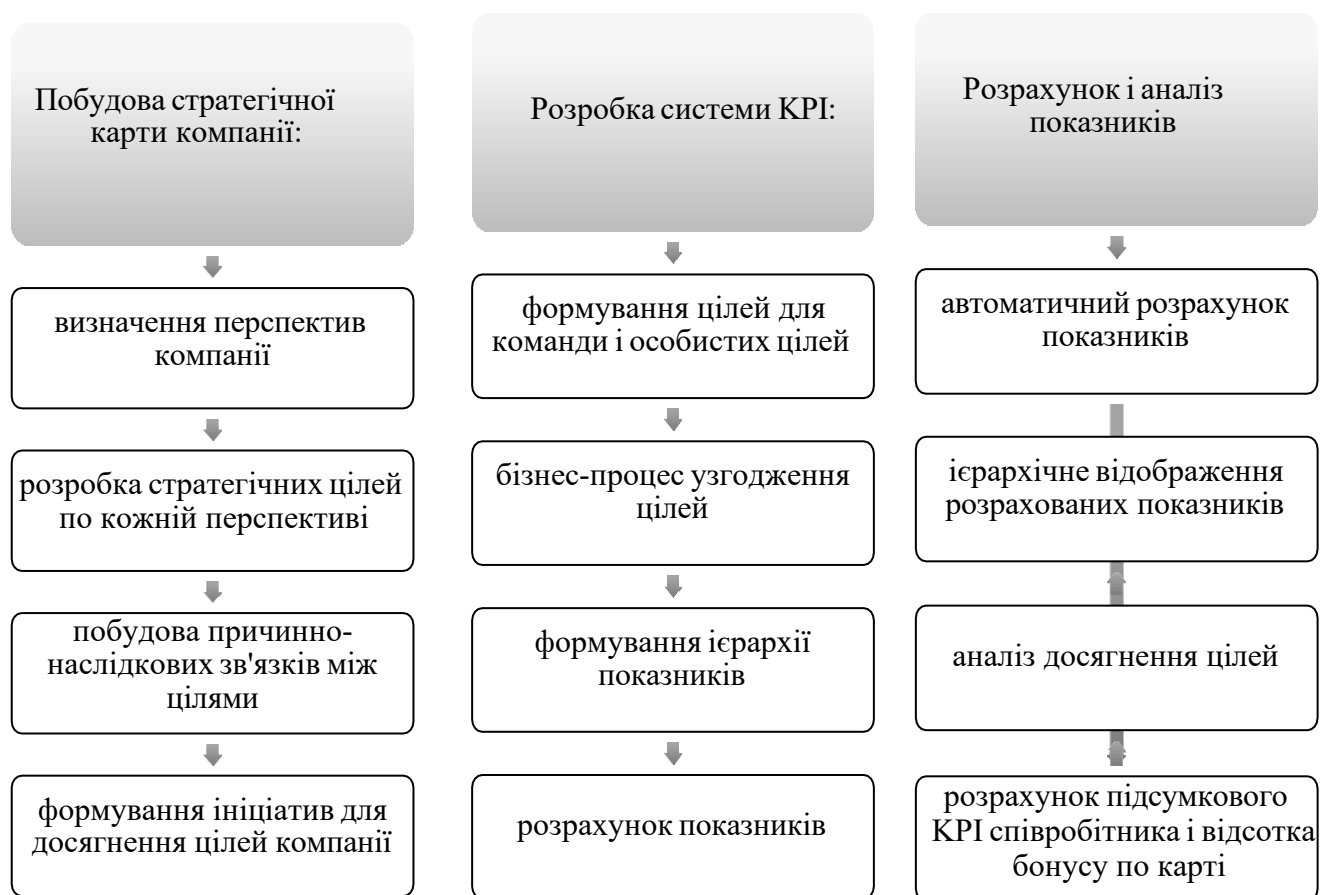 Побудова стратегічної
карти компанії:
визначення перспектив
компанії
розробка стратегічних цілей
по кожній перспективі
побудова причинно-
наслідкових зв'язків між
цілями
формування ініціатив для
досягнення цілей компанії
Розробка системи KPI:
формування цілей для
команди і особистих цілей
бізнес-процес узгодження
цілей
формування ієрархії
показників
розрахунок показників
Розрахунок і аналіз
показників
автоматичний розрахунок
показників
ієрархічне відображення
розрахованих показників
аналіз досягнення цілей
розрахунок підсумкового
KPI співробітника і відсотка
бонусу по карті